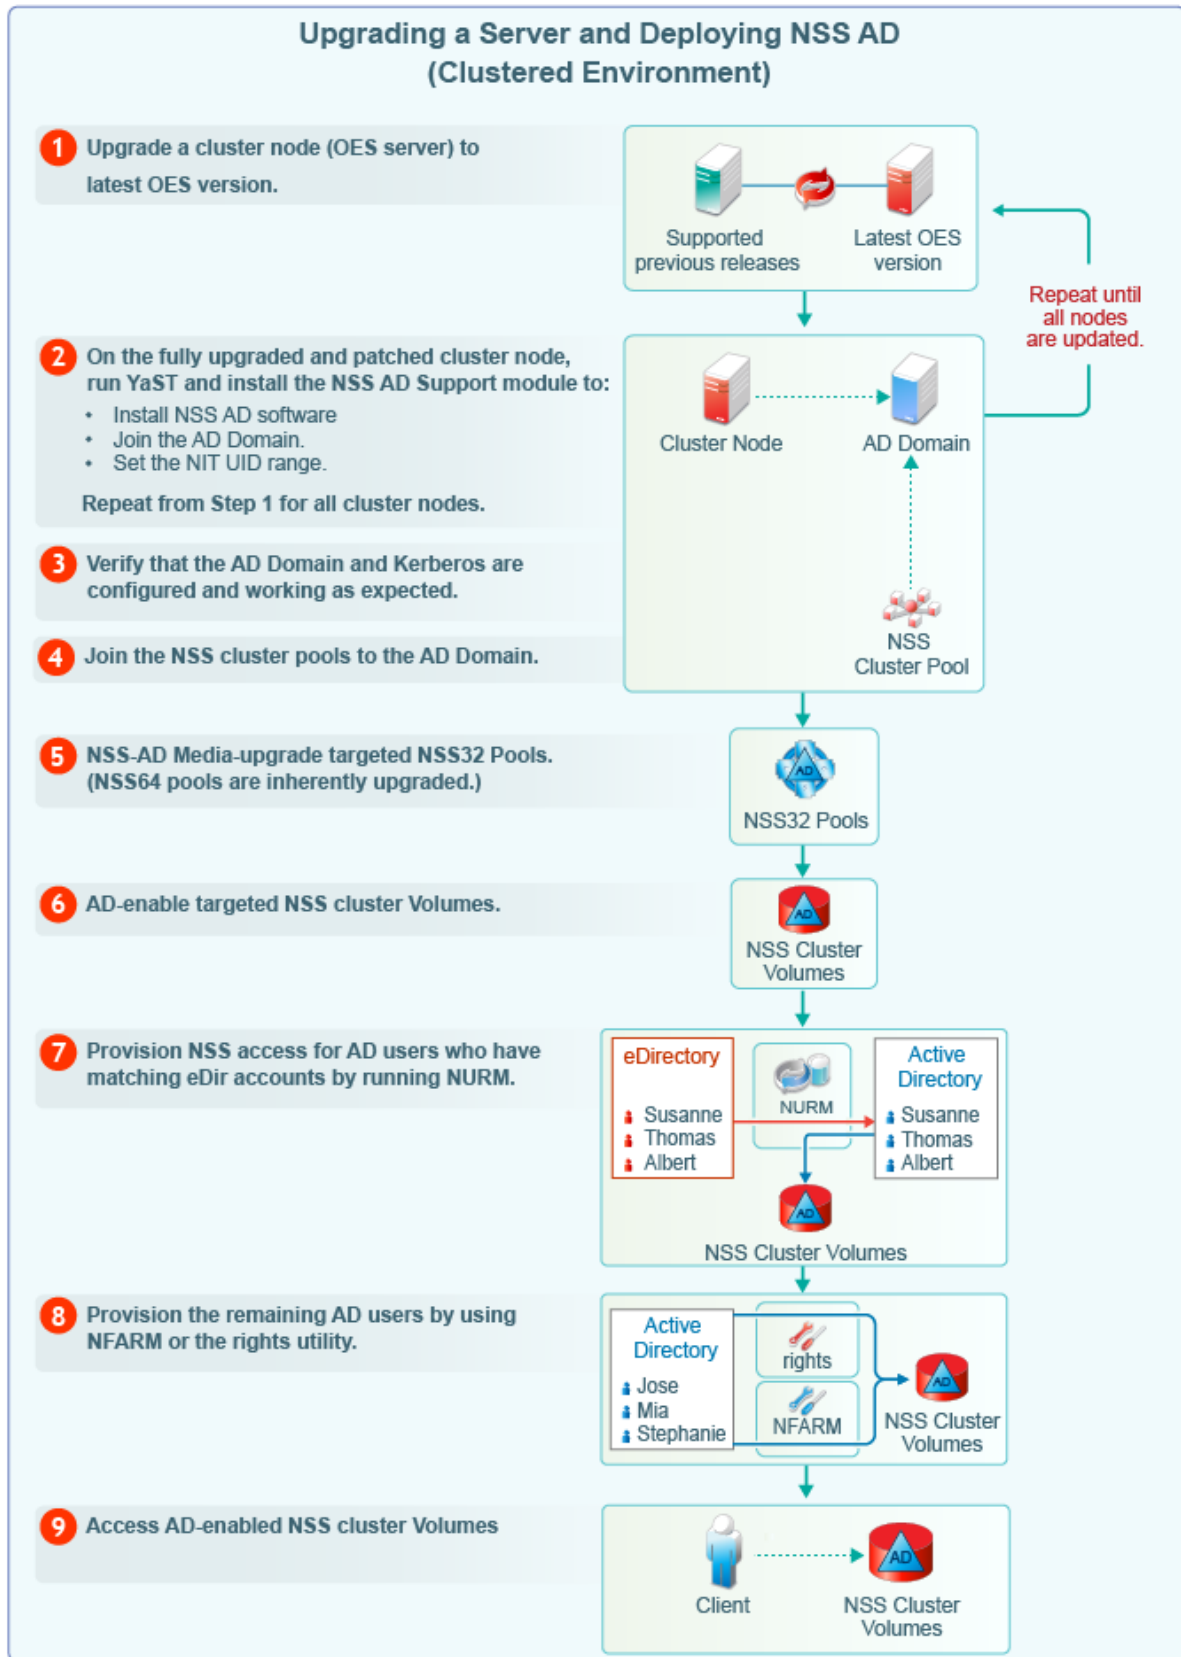 Upgrading a Server and Deploying NSS AD
(Clustered Environment)
1 Upgrade a cluster node (OES server) to
latest OES version.
Supported
previous releases
Latest OES
version
Repeat until
all nodes
are updated.
2 On the fully upgraded and patched cluster node,
run YaST and install the NSS AD Support module to:
• Install NSS AD software
• Join the AD Domain.
• Set the NIT UID range.
Repeat from Step 1 for all cluster nodes.
Cluster Node
AD Domain
3 Verify that the AD Domain and Kerberos are
configured and working as expected.
4 Join the NSS cluster pools to the AD Domain.
NSS
Cluster Pool
5 NSS-AD Media-upgrade targeted NSS32 Pools.
(NSS64 pools are inherently upgraded.)
AD
NSS32 Pools
6 AD-enable targeted NSS cluster Volumes.
AD
NSS Cluster
Volumes
7 Provision NSS access for AD users who have
matching eDir accounts by running NURM.
eDirectory
Susanne
Thomas
Albert
NURM
Active
Directory
Susanne
Thomas
Albert
AD
NSS Cluster Volumes
8 Provision the remaining AD users by using
NFARM or the rights utility.
Active
Directory
Jose
Mia
Stephanie
rights
NFARM
AD
NSS Cluster
Volumes
9 Access AD-enabled NSS cluster Volumes
Client
AD
NSS Cluster
Volumes